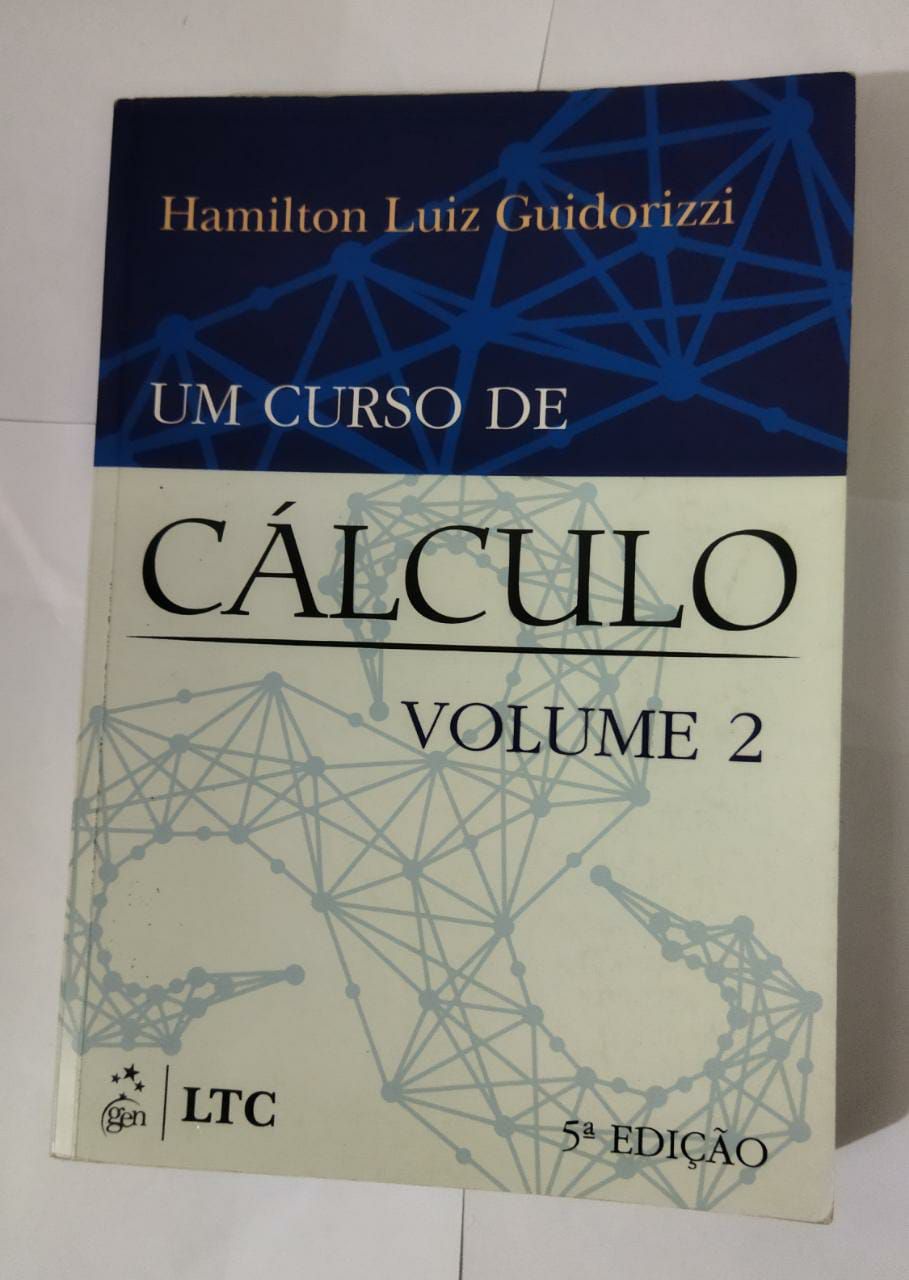 Hamilton Luiz Guidorizzi
UM CURSO DE
CÁLCULO
VOLUME 2
gen LTC
5ª EDIÇÃO